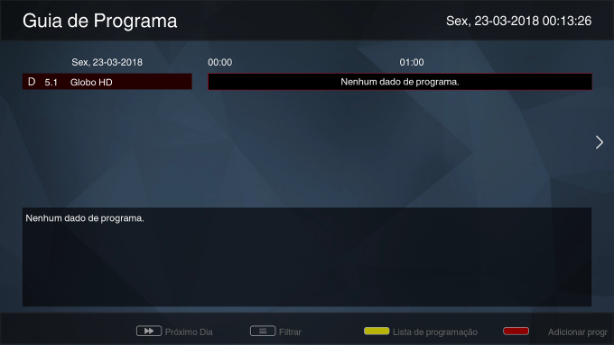 Guia de Programa
Sex, 23-03-2018 00:13:26
Sex, 23-03-2018 00:00 01:00
D 5.1 Globo HD Nenhum dado de programa.
Nenhum dado de programa.
Próximo Dia Filtrar Lista de programação Adicionar progr